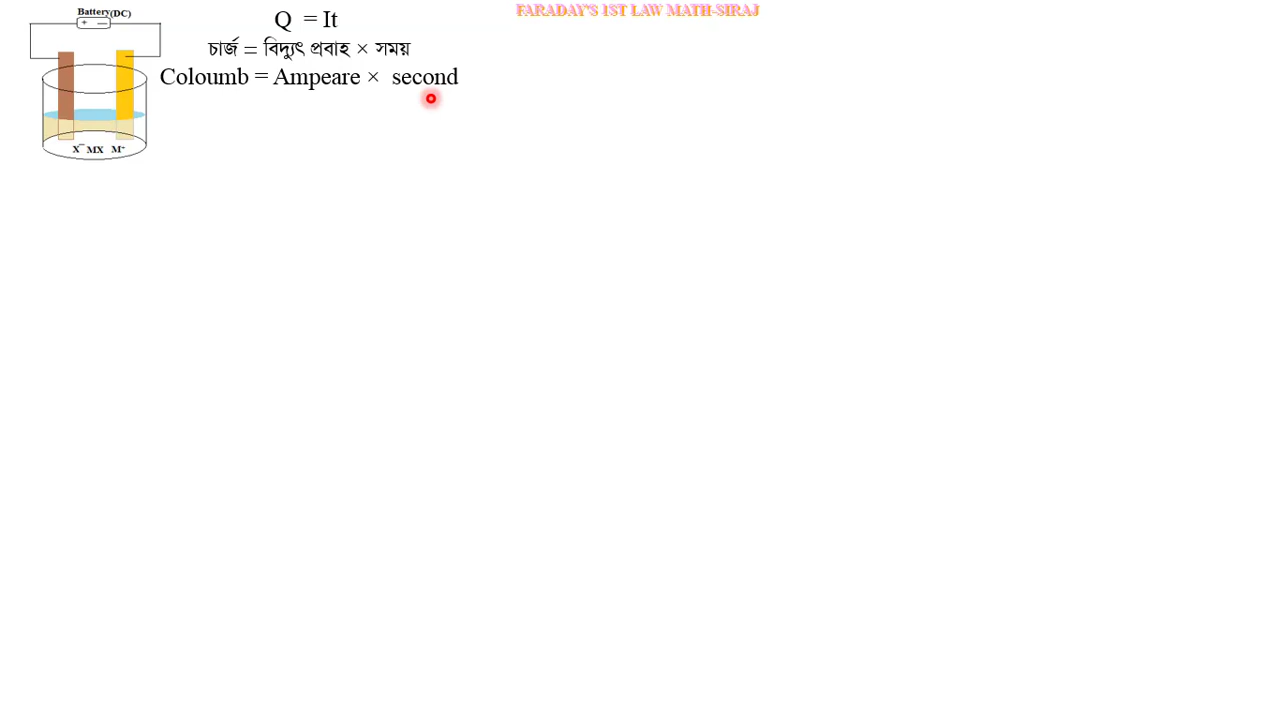 FARADAY'S 1ST LAW MATH-SIRAJ
Battery(DC)
+ −
Q = It
চার্জ = বিদ্যুৎ প্রবাহ × সময়
Coloumb = Ampeare × second
X⁻ MX M⁺